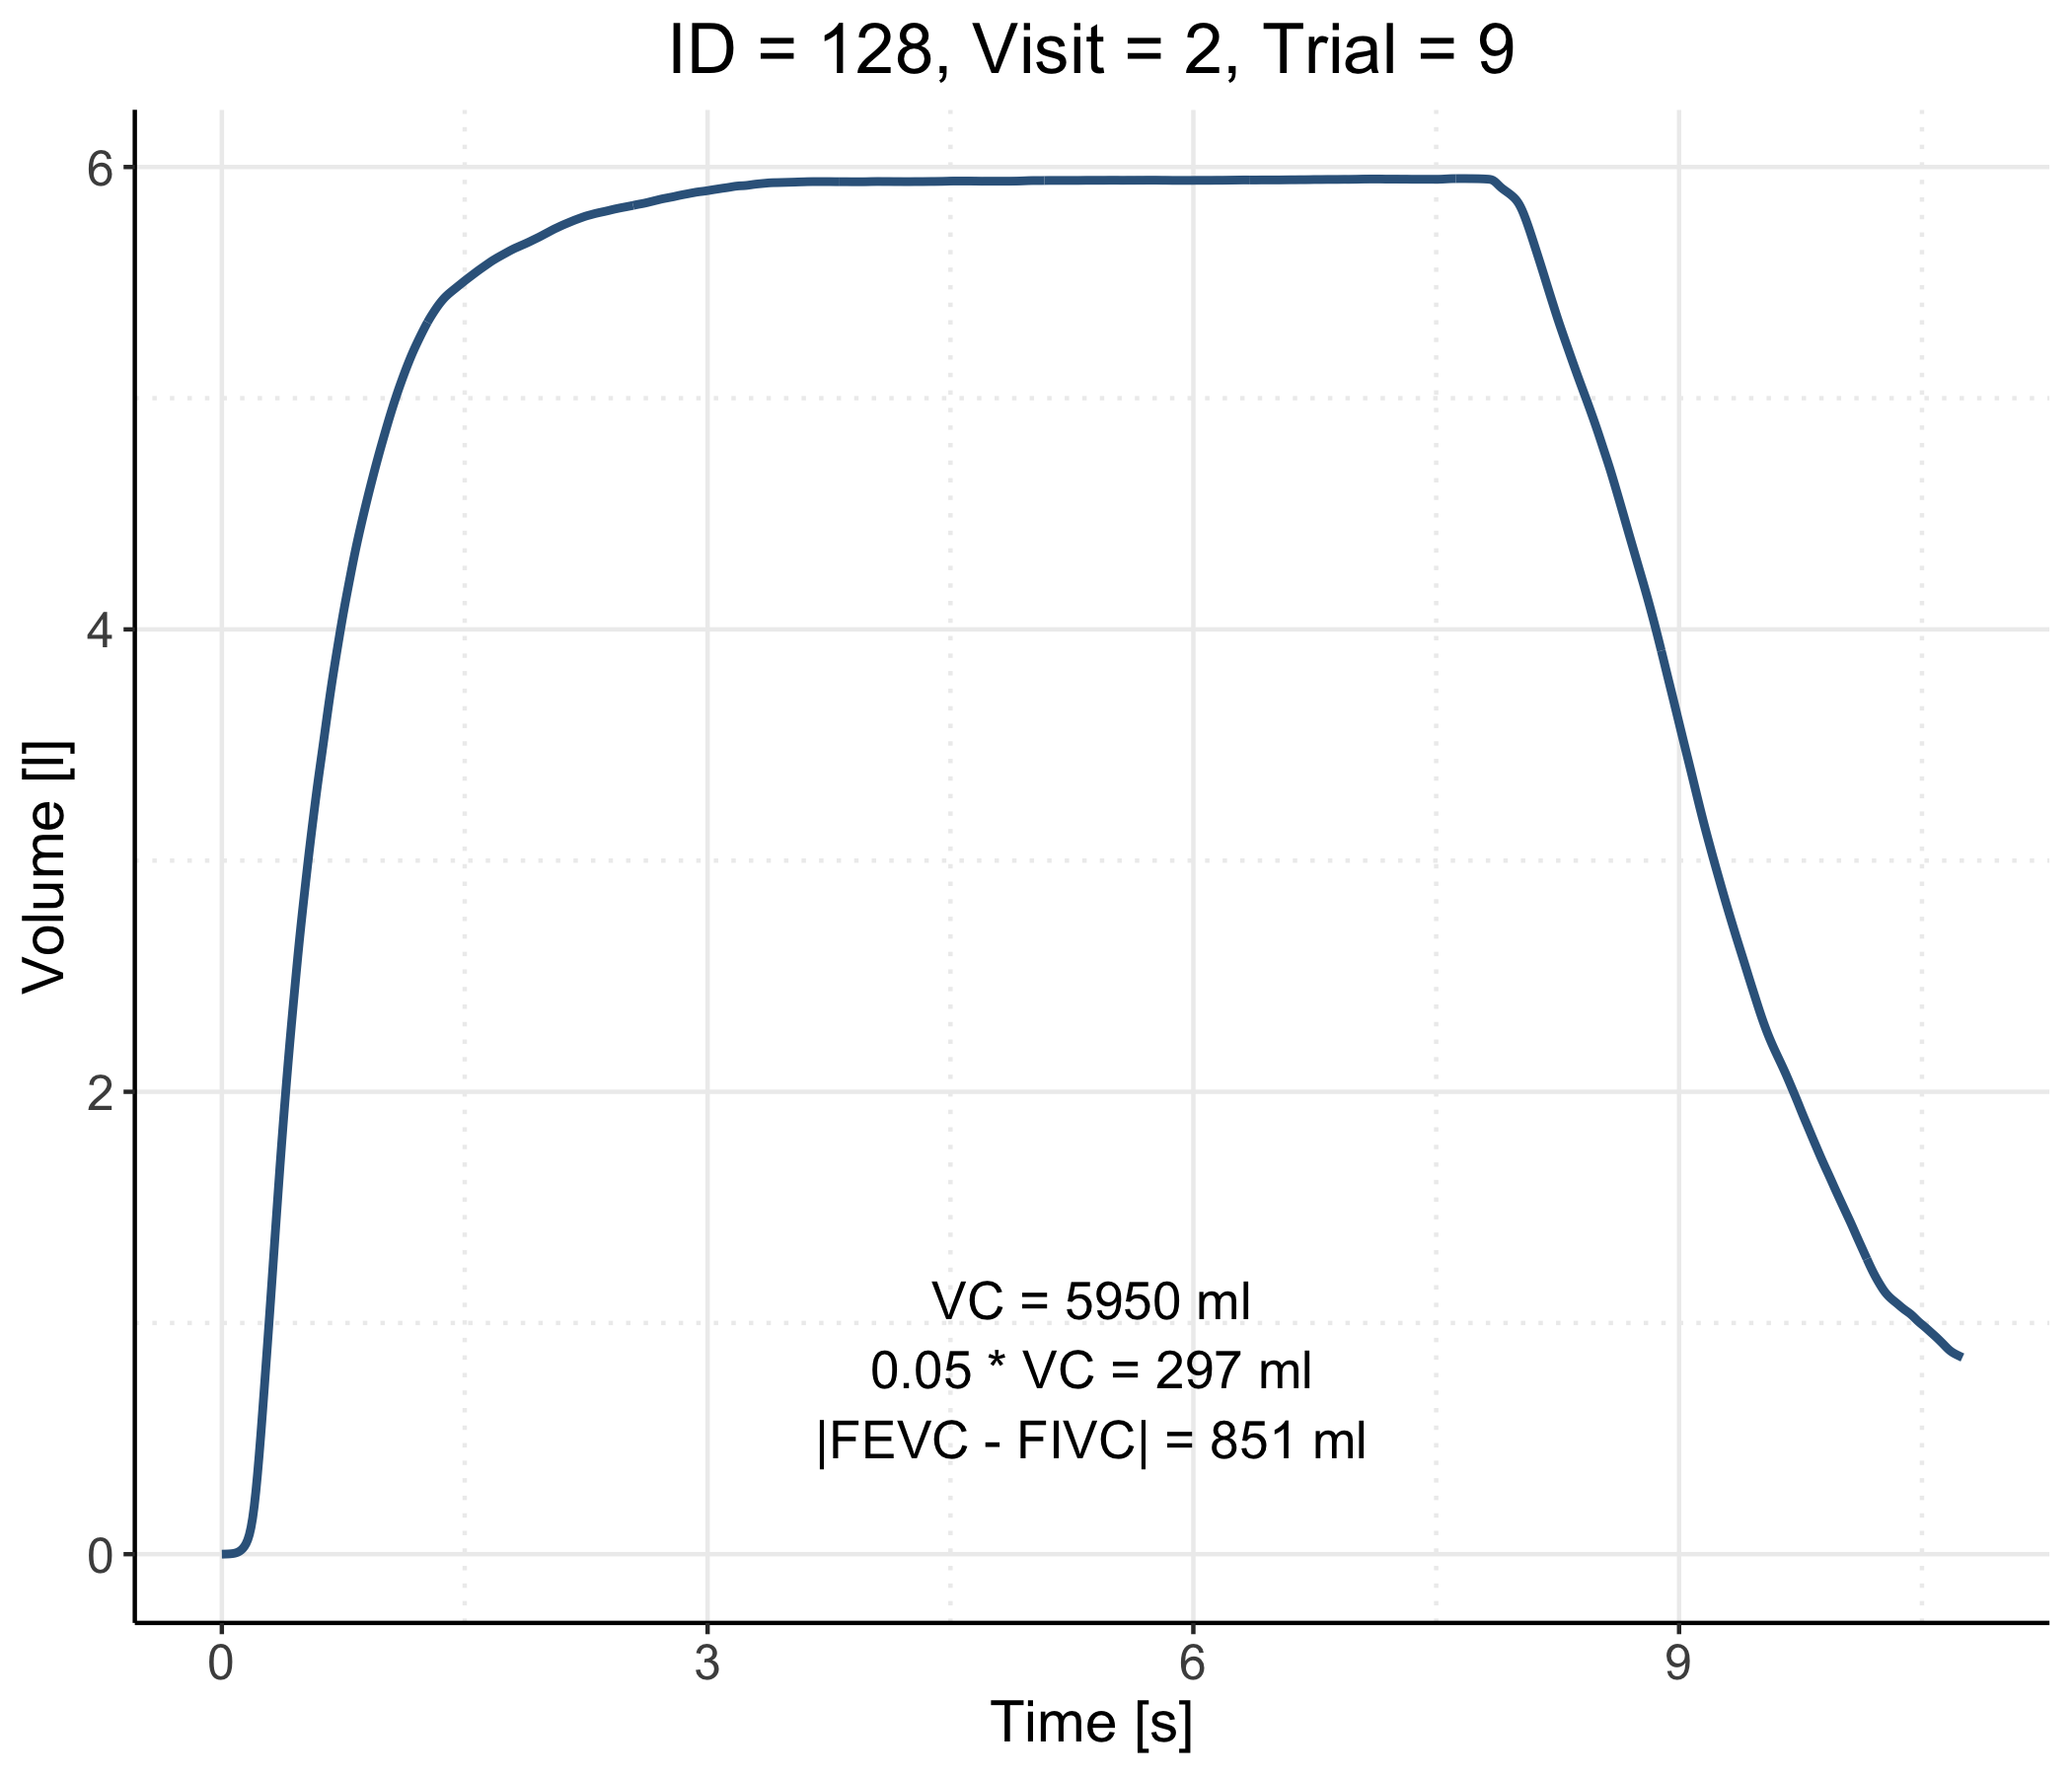 ID = 128, Visit = 2, Trial = 9
6
4
2
0
Volume [l]
VC = 5950 ml
0.05 * VC = 297 ml
|FEVC - FIVC| = 851 ml
0 3 6 9
Time [s]